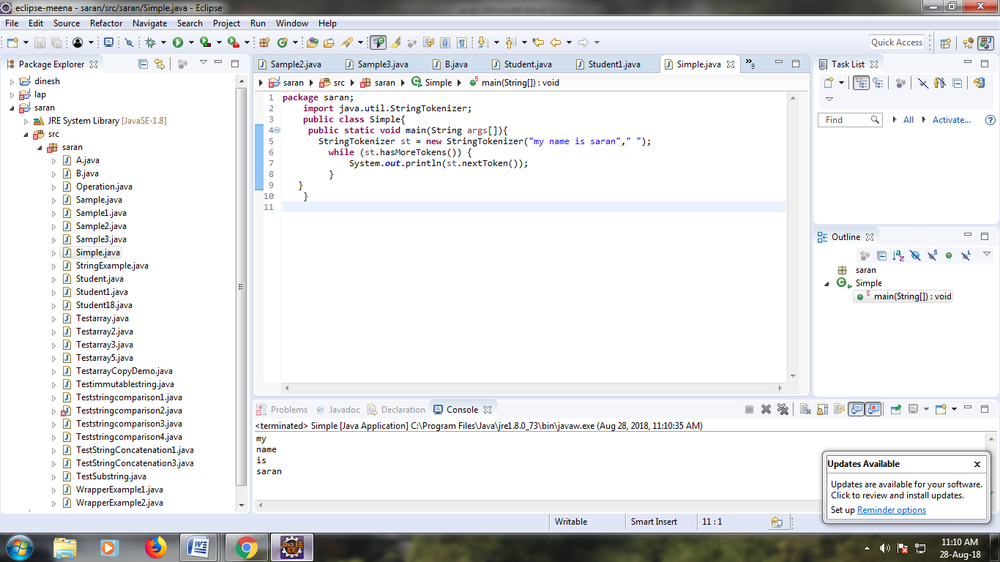 eclipse-meena - saran/src/saran/Simple.java - Eclipse
File Edit Source Refactor Navigate Search Project Run Window Help
Quick Access
Package Explorer
dinesh
lap
saran
JRE System Library [JavaSE-1.8]
src
saran
A.java
B.java
Operation.java
Sample.java
Sample1.java
Sample2.java
Sample3.java
Simple.java
StringExample.java
Student.java
Student1.java
Student18.java
Testarray.java
Testarray2.java
Testarray3.java
Testarray5.java
TestarrayCopyDemo.java
Testimmutablestring.java
Teststringcomparison1.java
Teststringcomparison2.java
Teststringcomparison3.java
Teststringcomparison4.java
TestStringConcatenation1.java
TestStringConcatenation3.java
TestSubstring.java
WrapperExample1.java
WrapperExample2.java
Sample2.java Sample3.java B.java Student.java Student1.java Simple.java »9
saran src saran Simple main(String[]) : void
1 package saran;
2 import java.util.StringTokenizer;
3 public class Simple{
4 public static void main(String args[]){
5 StringTokenizer st = new StringTokenizer("my name is saran"," ");
6 while (st.hasMoreTokens()) {
7 System.out.println(st.nextToken());
8 }
9 }
10 }
11
Task List
Find All Activate...
Outline
saran
Simple
main(String[]) : void
Problems @ Javadoc Declaration Console
<terminated> Simple [Java Application] C:\Program Files\Java\jre1.8.0_73\bin\javaw.exe (Aug 28, 2018, 11:10:35 AM)
my
name
is
saran
Updates Available
Updates are available for your software.
Click to review and install updates.
Set up Reminder options
Writable Smart Insert 11 : 1
Java EE
IDE
11:10 AM
28-Aug-18